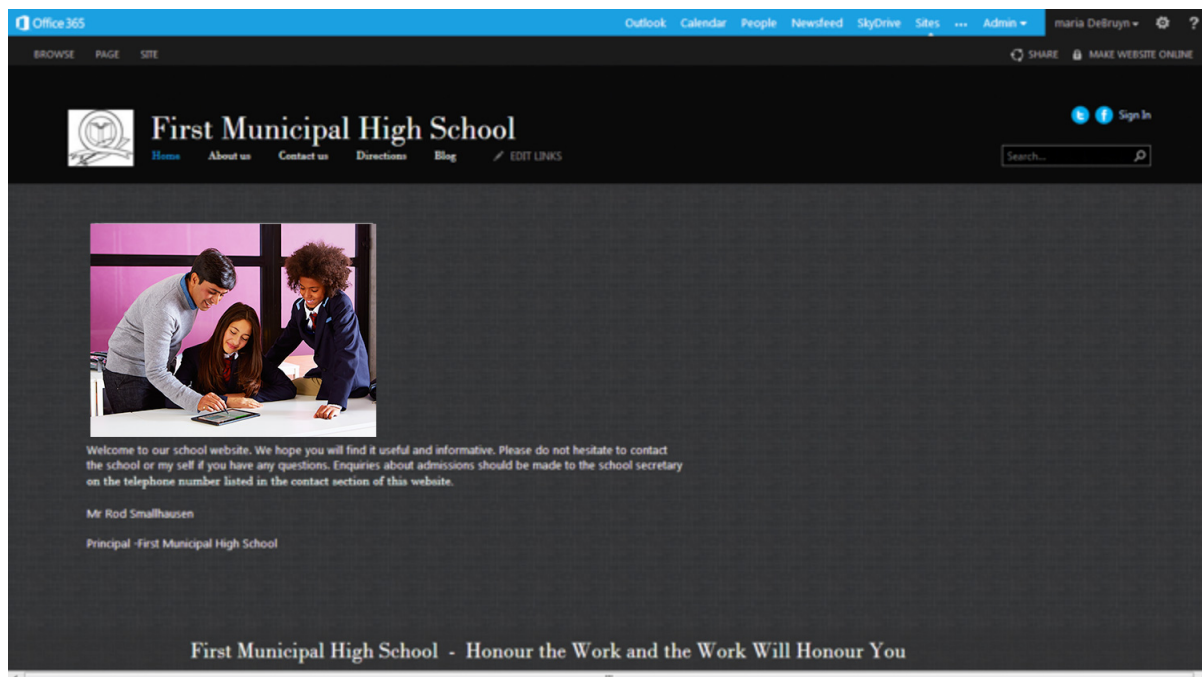 Office 365 Outlook Calendar People Newsfeed SkyDrive Sites ... Admin maria DeBruyn ?
BROWSE PAGE SITE SHARE MAKE WEBSITE ONLINE
First Municipal High School
Sign In
Home About us Contact us Directions Blog EDIT LINKS
Search...
Welcome to our school website. We hope you will find it useful and informative. Please do not hesitate to contact
the school or my self if you have any questions. Enquiries about admissions should be made to the school secretary
on the telephone number listed in the contact section of this website.
Mr Rod Smallhausen
Principal -First Municipal High School
First Municipal High School - Honour the Work and the Work Will Honour You